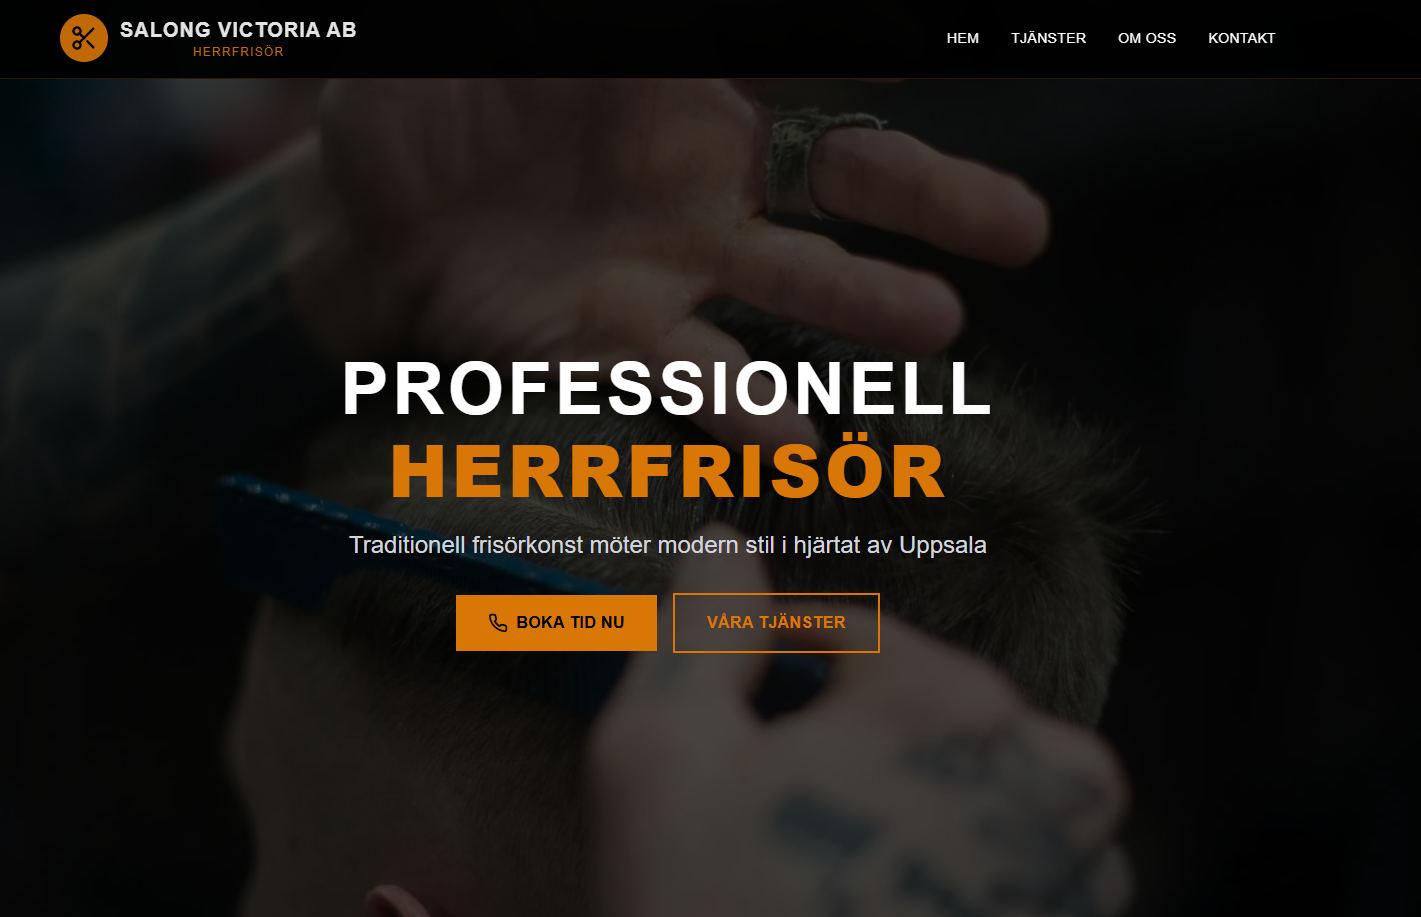 SALONG VICTORIA AB
HERRFRISÖR
HEM TJÄNSTER OM OSS KONTAKT
PROFESSIONELL
HERRFRISÖR
Traditionell frisörkonst möter modern stil i hjärtat av Uppsala
BOKA TID NU
VÅRA TJÄNSTER